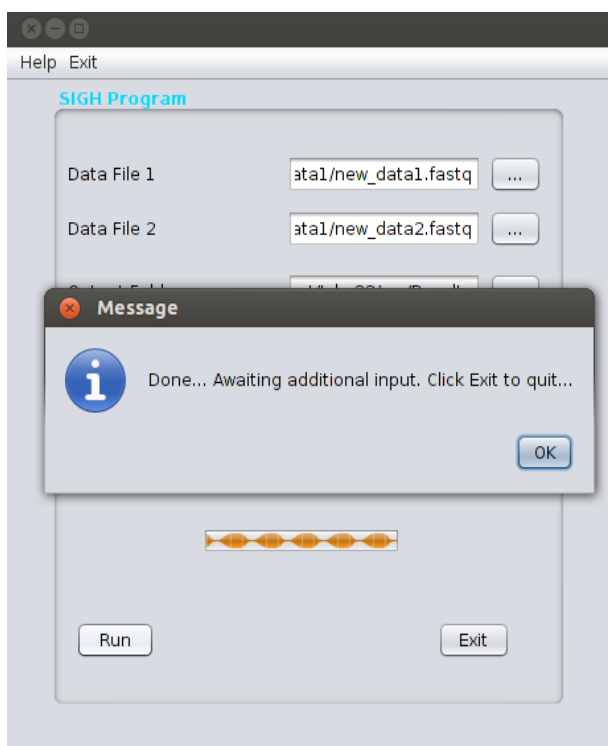 Help Exit
SIGH Program
Data File 1
ata1/new_data1.fastq ...
Data File 2
ata1/new_data2.fastq ...
Message
Done... Awaiting additional input. Click Exit to quit...
OK
Run
Exit